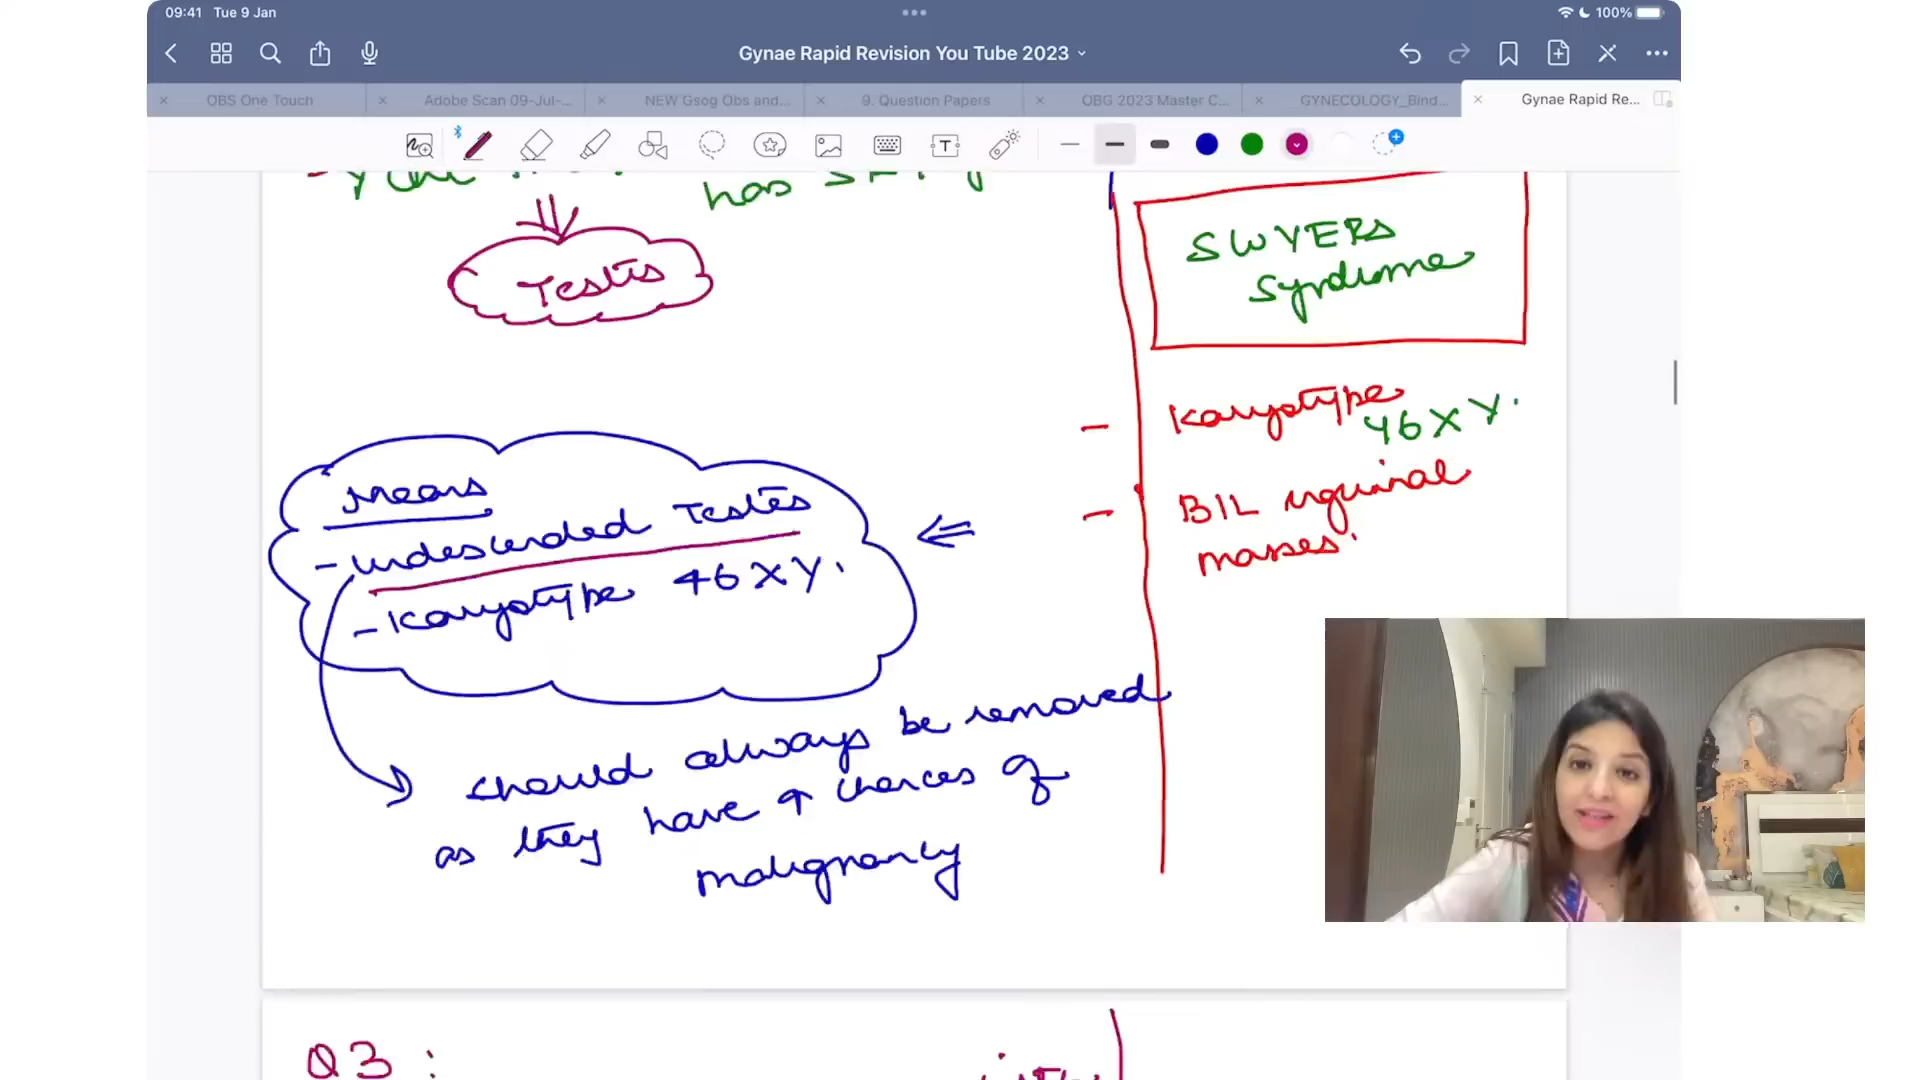 09:41 Tue 9 Jan
100%
Gynae Rapid Revision You Tube 2023
OBS One Touch
Adobe Scan 09-Jul-...
NEW Gsog Obs and...
9. Question Papers
OBG 2023 Master C...
GYNECOLOGY_Bind...
Gynae Rapid Re...
has
Testis
SWYERs
Syndrome
- Karyotype
46XY.
- B/L inguinal
masses.
Means
- undescended Testes
- Karyotype 46XY.
should always be removed
as they have ↑ chances of
malignancy
Q3: